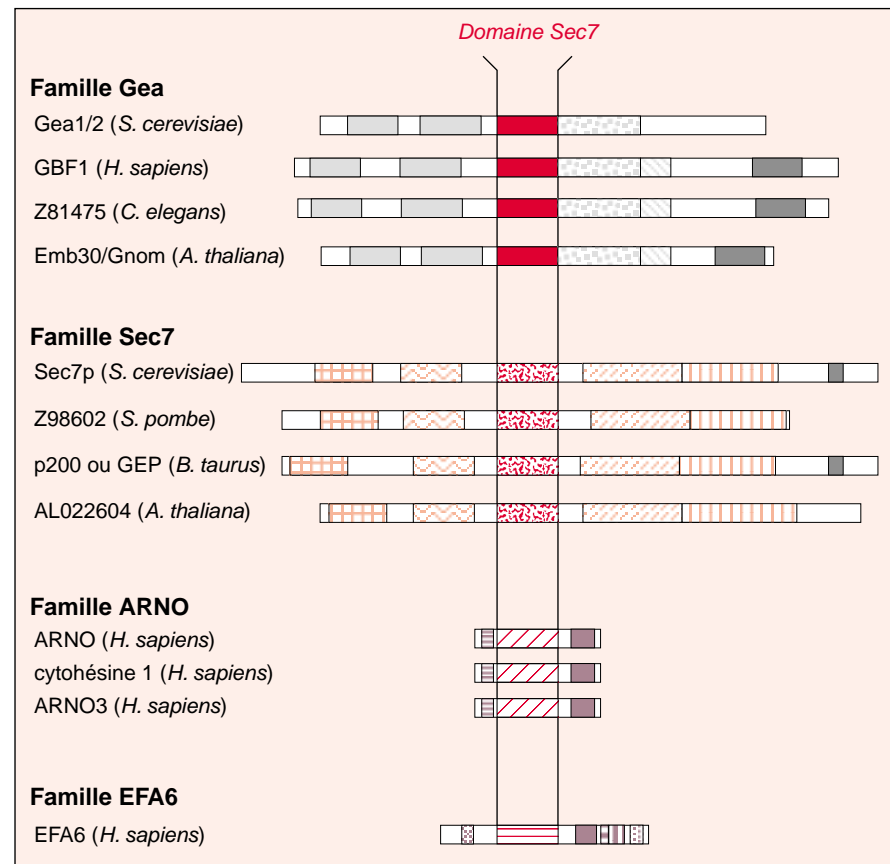 Domaine Sec7
Famille Gea
Gea1/2 (S. cerevisiae)
GBF1 (H. sapiens)
Z81475 (C. elegans)
Emb30/Gnom (A. thaliana)
Famille Sec7
Sec7p (S. cerevisiae)
Z98602 (S. pombe)
p200 ou GEP (B. taurus)
AL022604 (A. thaliana)
Famille ARNO
ARNO (H. sapiens)
cytohésine 1 (H. sapiens)
ARNO3 (H. sapiens)
Famille EFA6
EFA6 (H. sapiens)